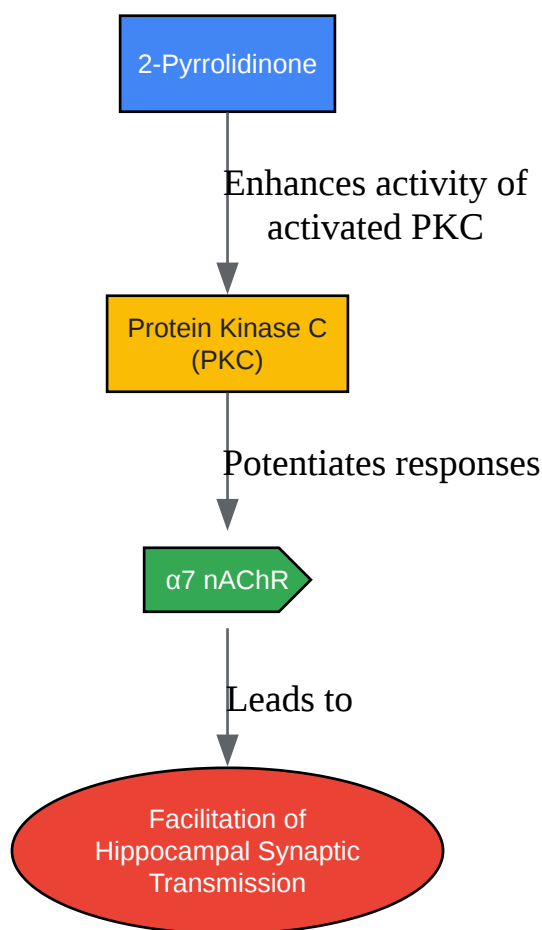 2-Pyrrolidinone
Enhances activity of
activated PKC
Protein Kinase C
(PKC)
Potentiates responses
α7 nAChR
Leads to
Facilitation of
Hippocampal Synaptic
Transmission